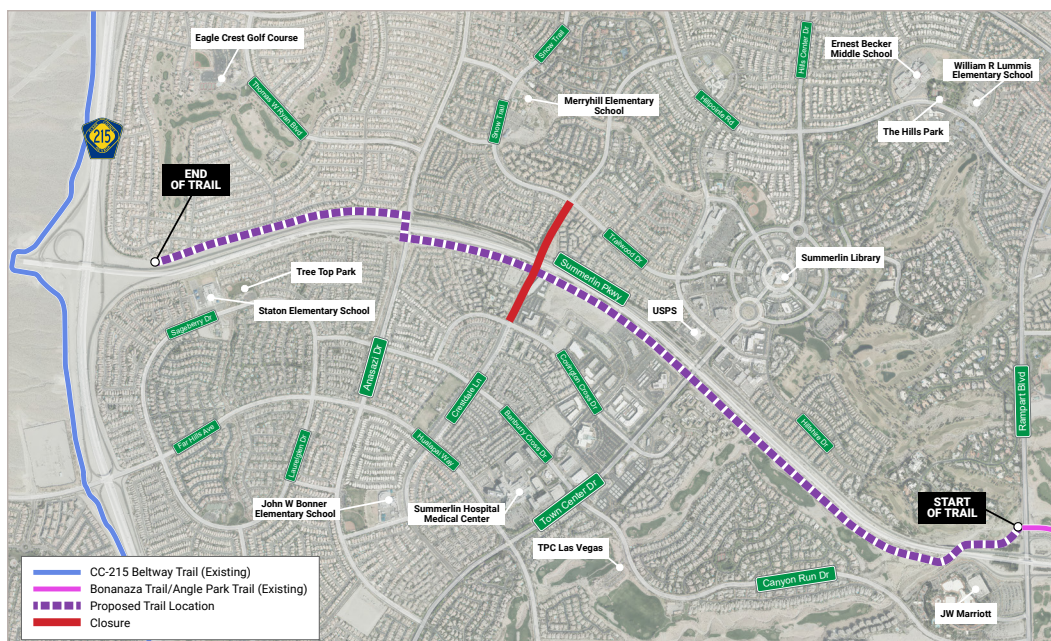 Eagle Crest Golf Course
Snow Trail
Hills Center Dr
Ernest Becker
Middle School
William R Lummis
Elementary School
Thomas W Ryan Blvd
Merryhill Elementary
School
Hillpointe Rd
Snow Trail
The Hills Park
215
END
OF TRAIL
Trailwood Dr
Summerlin Library
Tree Top Park
Summerlin Pkwy
Staton Elementary School
USPS
Sageberry Dr
Anasazi Dr
Covington Cross Dr
Crestdale Ln
Rampart Blvd
Banburry Cross Dr
Hillshire Dr
Far Hills Ave
Laurelglen Dr
Hualapai Way
START
OF TRAIL
John W Bonner
Elementary School
Summerlin Hospital
Medical Center
Town Center Dr
TPC Las Vegas
Canyon Run Dr
JW Marriott
CC-215 Beltway Trail (Existing)
Bonanaza Trail/Angle Park Trail (Existing)
Proposed Trail Location
Closure